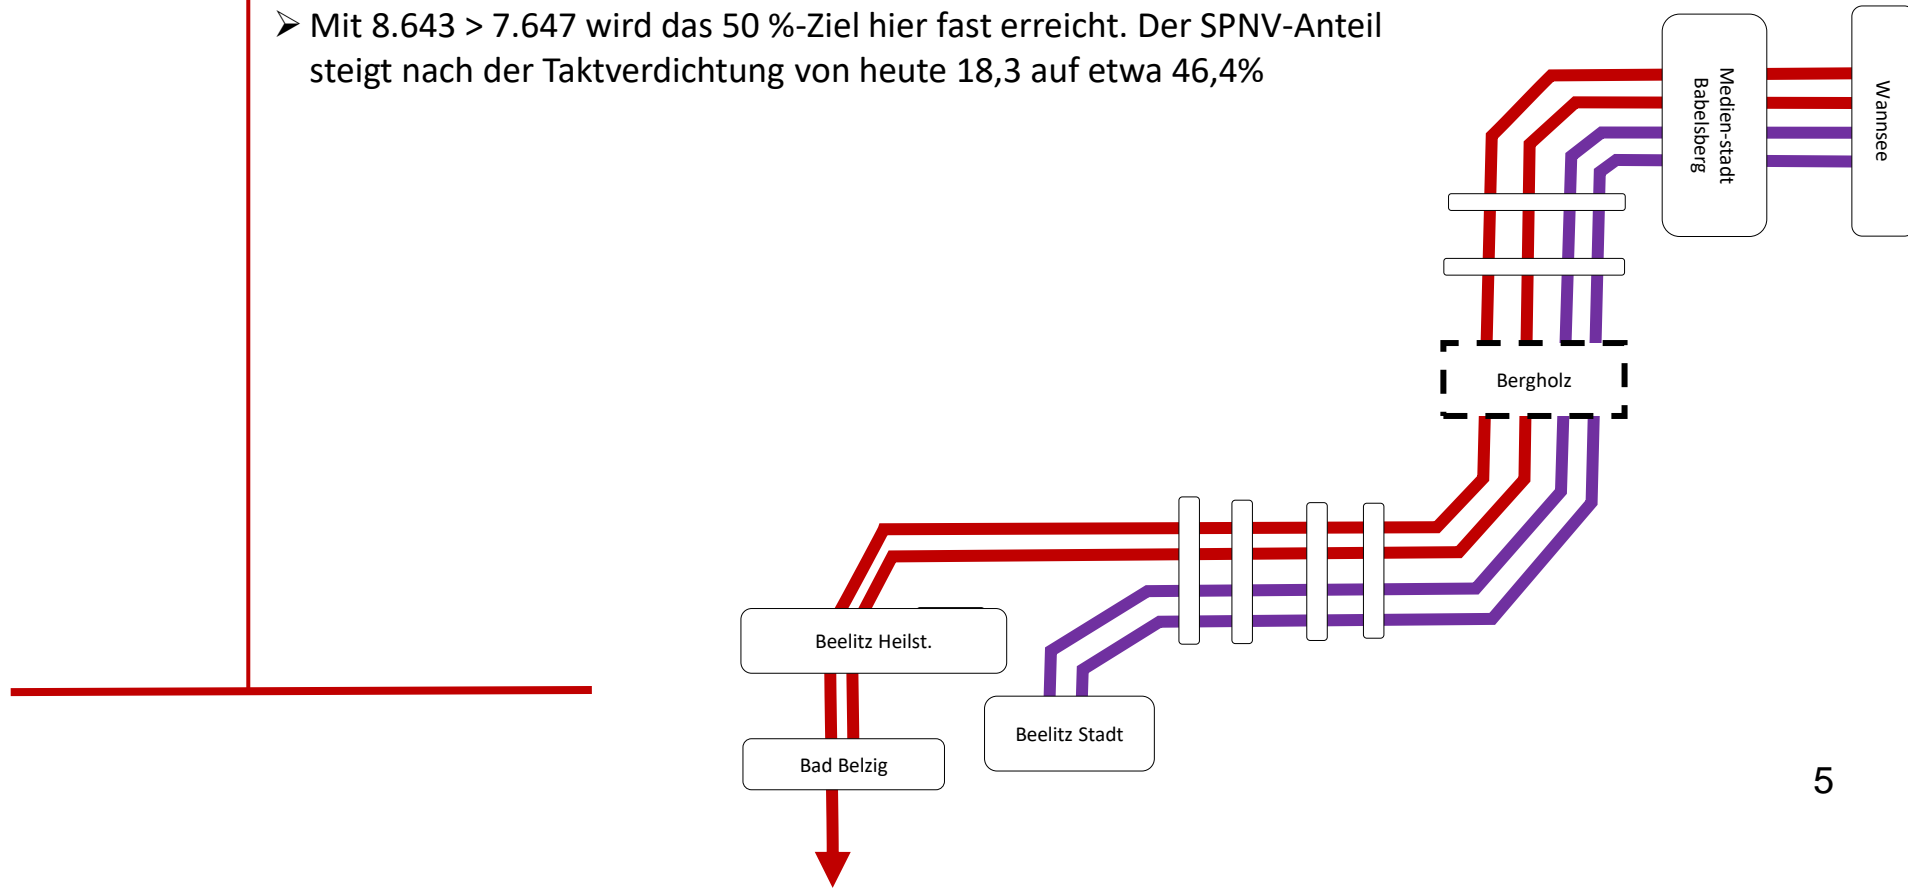 ➢ Mit 8.643 > 7.647 wird das 50 %-Ziel hier fast erreicht. Der SPNV-Anteil
steigt nach der Taktverdichtung von heute 18,3 auf etwa 46,4%
Medien-stadt
Babelsberg
Wannsee
Bergholz
Beelitz Heilst.
Beelitz Stadt
Bad Belzig
5